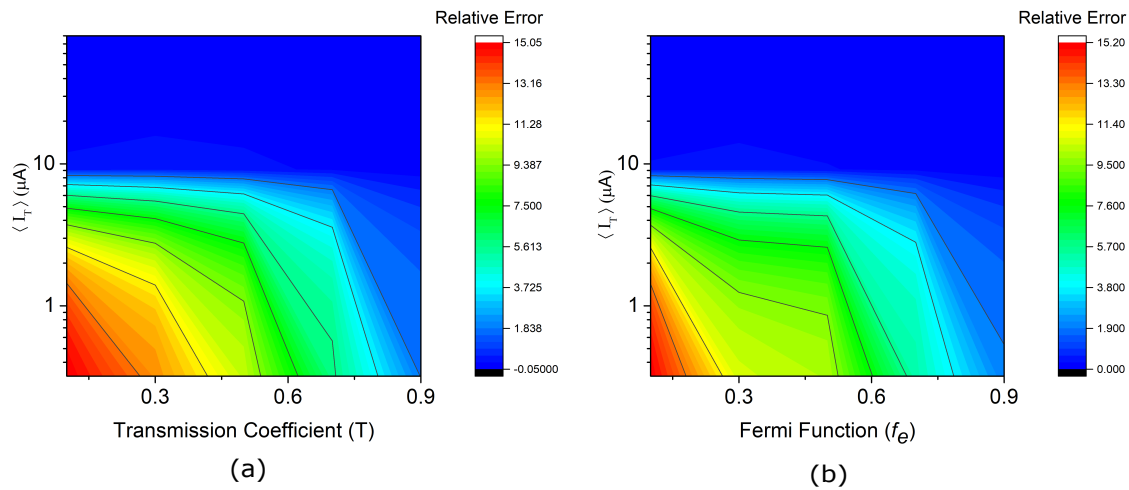 Relative Error
15.05
13.16
11.28
9.387
7.500
5.613
3.725
1.838
-0.05000
10
1
⟨ I_T ⟩ (μA)
0.3 0.6 0.9
Transmission Coefficient (T)
(a)
Relative Error
15.20
13.30
11.40
9.500
7.600
5.700
3.800
1.900
0.000
10
1
⟨ I_T ⟩ (μA)
0.3 0.6 0.9
Fermi Function (f_e)
(b)